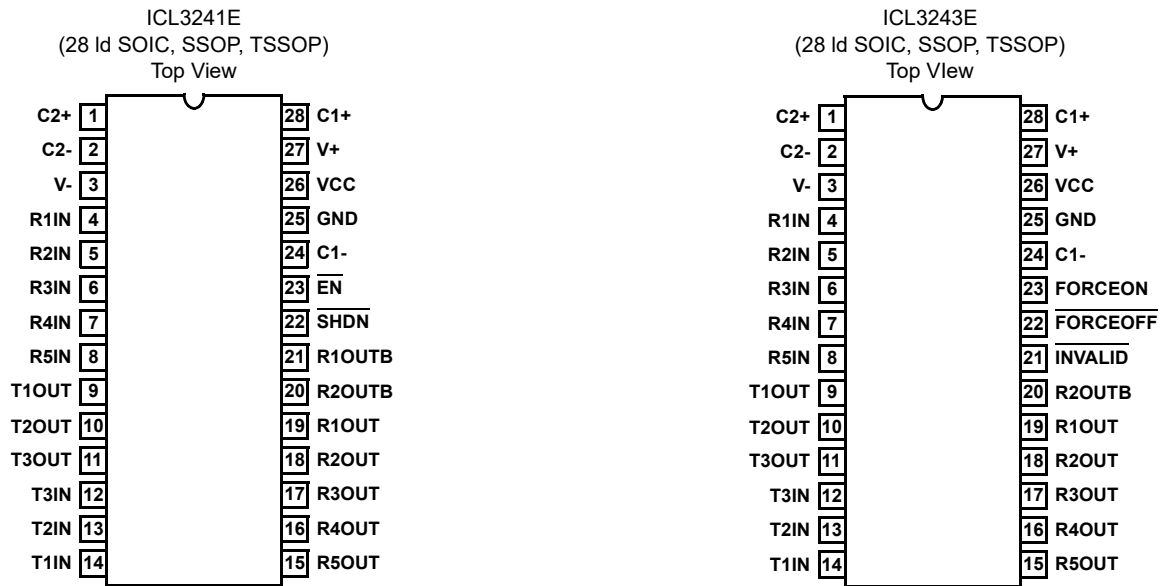 ICL3241E
(28 ld SOIC, SSOP, TSSOP)
Top View
C2+ 1 28 C1+
C2- 2 27 V+
V- 3 26 VCC
R1IN 4 25 GND
R2IN 5 24 C1-
R3IN 6 23 E̅N̅
R4IN 7 22 S̅H̅D̅N̅
R5IN 8 21 R1OUTB
T1OUT 9 20 R2OUTB
T2OUT 10 19 R1OUT
T3OUT 11 18 R2OUT
T3IN 12 17 R3OUT
T2IN 13 16 R4OUT
T1IN 14 15 R5OUT
ICL3243E
(28 ld SOIC, SSOP, TSSOP)
Top VIew
C2+ 1 28 C1+
C2- 2 27 V+
V- 3 26 VCC
R1IN 4 25 GND
R2IN 5 24 C1-
R3IN 6 23 FORCEON
R4IN 7 22 F̅O̅R̅C̅E̅O̅F̅F̅
R5IN 8 21 I̅N̅V̅A̅L̅I̅D̅
T1OUT 9 20 R2OUTB
T2OUT 10 19 R1OUT
T3OUT 11 18 R2OUT
T3IN 12 17 R3OUT
T2IN 13 16 R4OUT
T1IN 14 15 R5OUT